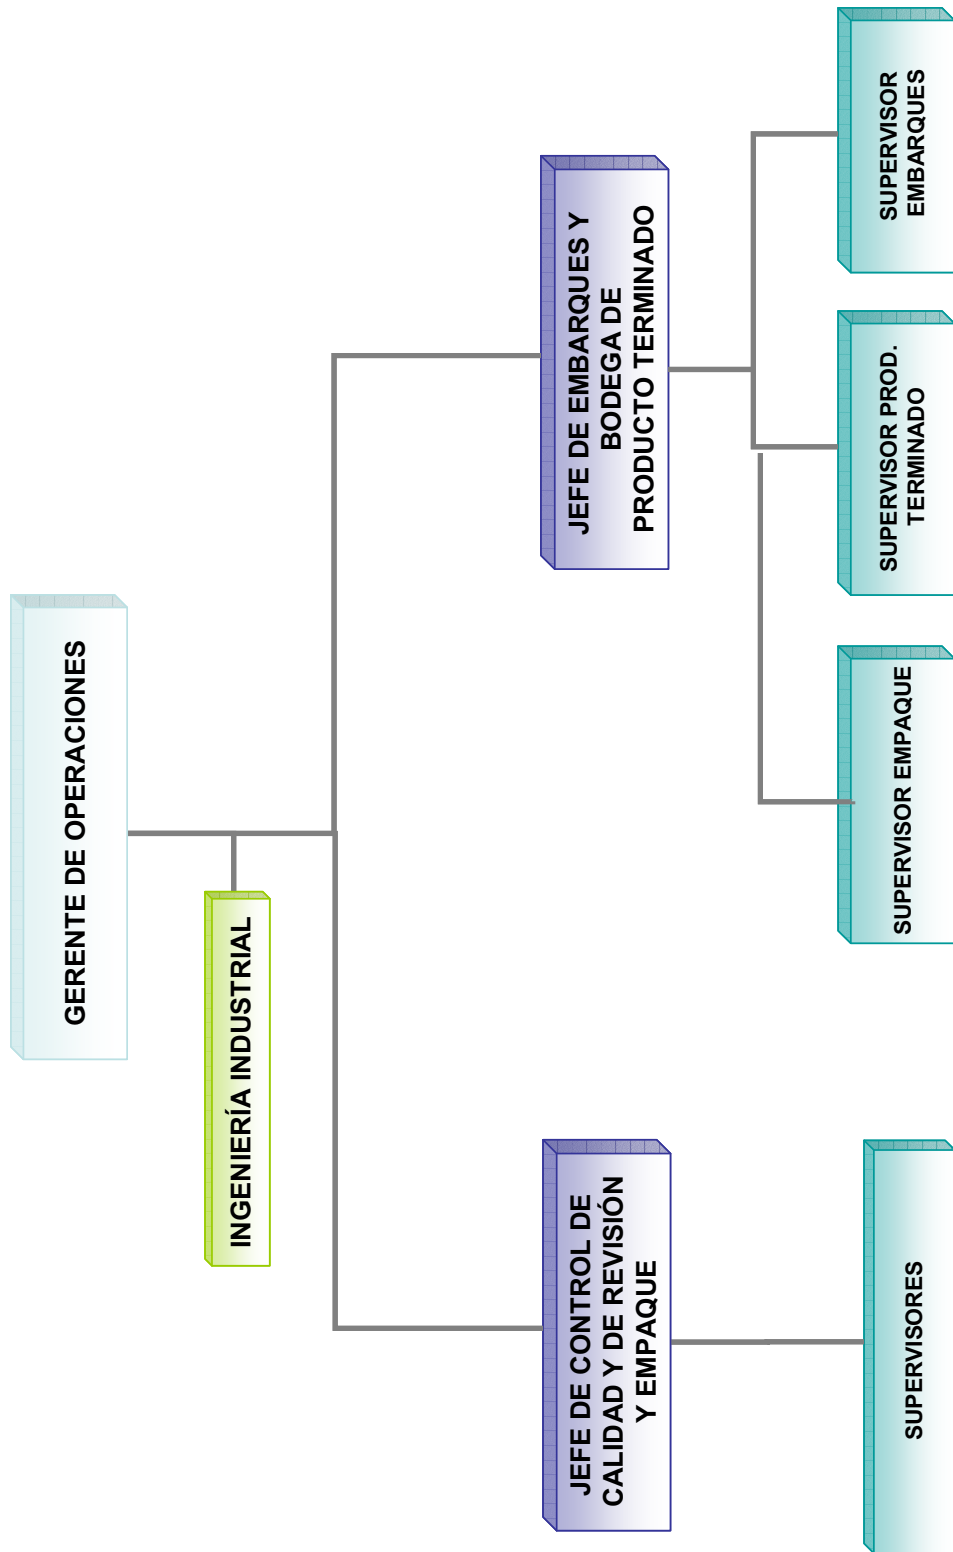 GERENTE DE OPERACIONES
INGENIERÍA INDUSTRIAL
JEFE DE CONTROL DE
CALIDAD Y DE REVISIÓN
Y EMPAQUE
JEFE DE EMBARQUES Y
BODEGA DE
PRODUCTO TERMINADO
SUPERVISORES
SUPERVISOR EMPAQUE
SUPERVISOR PROD.
TERMINADO
SUPERVISOR
EMBARQUES